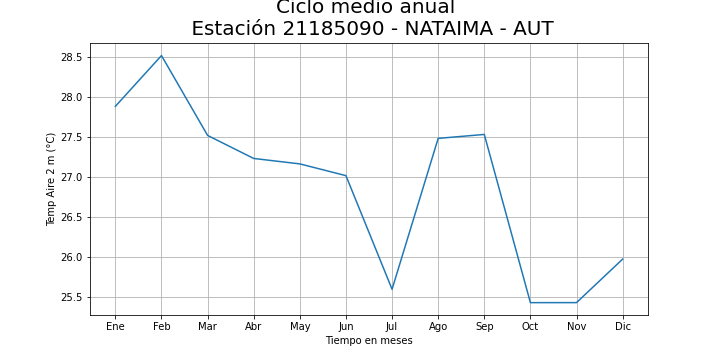 Ciclo medio anual
Estación 21185090 - NATAIMA - AUT
28.5
28.0
27.5
27.0
26.5
26.0
25.5
Temp Aire 2 m (°C)
Ene Feb Mar Abr May Jun Jul Ago Sep Oct Nov Dic
Tiempo en meses